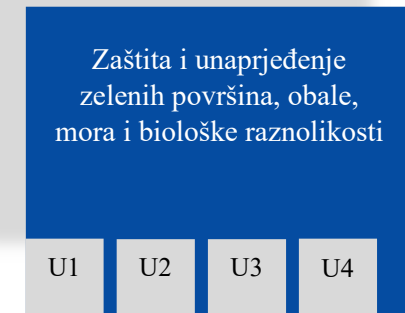 Zaštita i unaprjeđenje
zelenih površina, obale,
mora i biološke raznolikosti
U1 U2 U3 U4